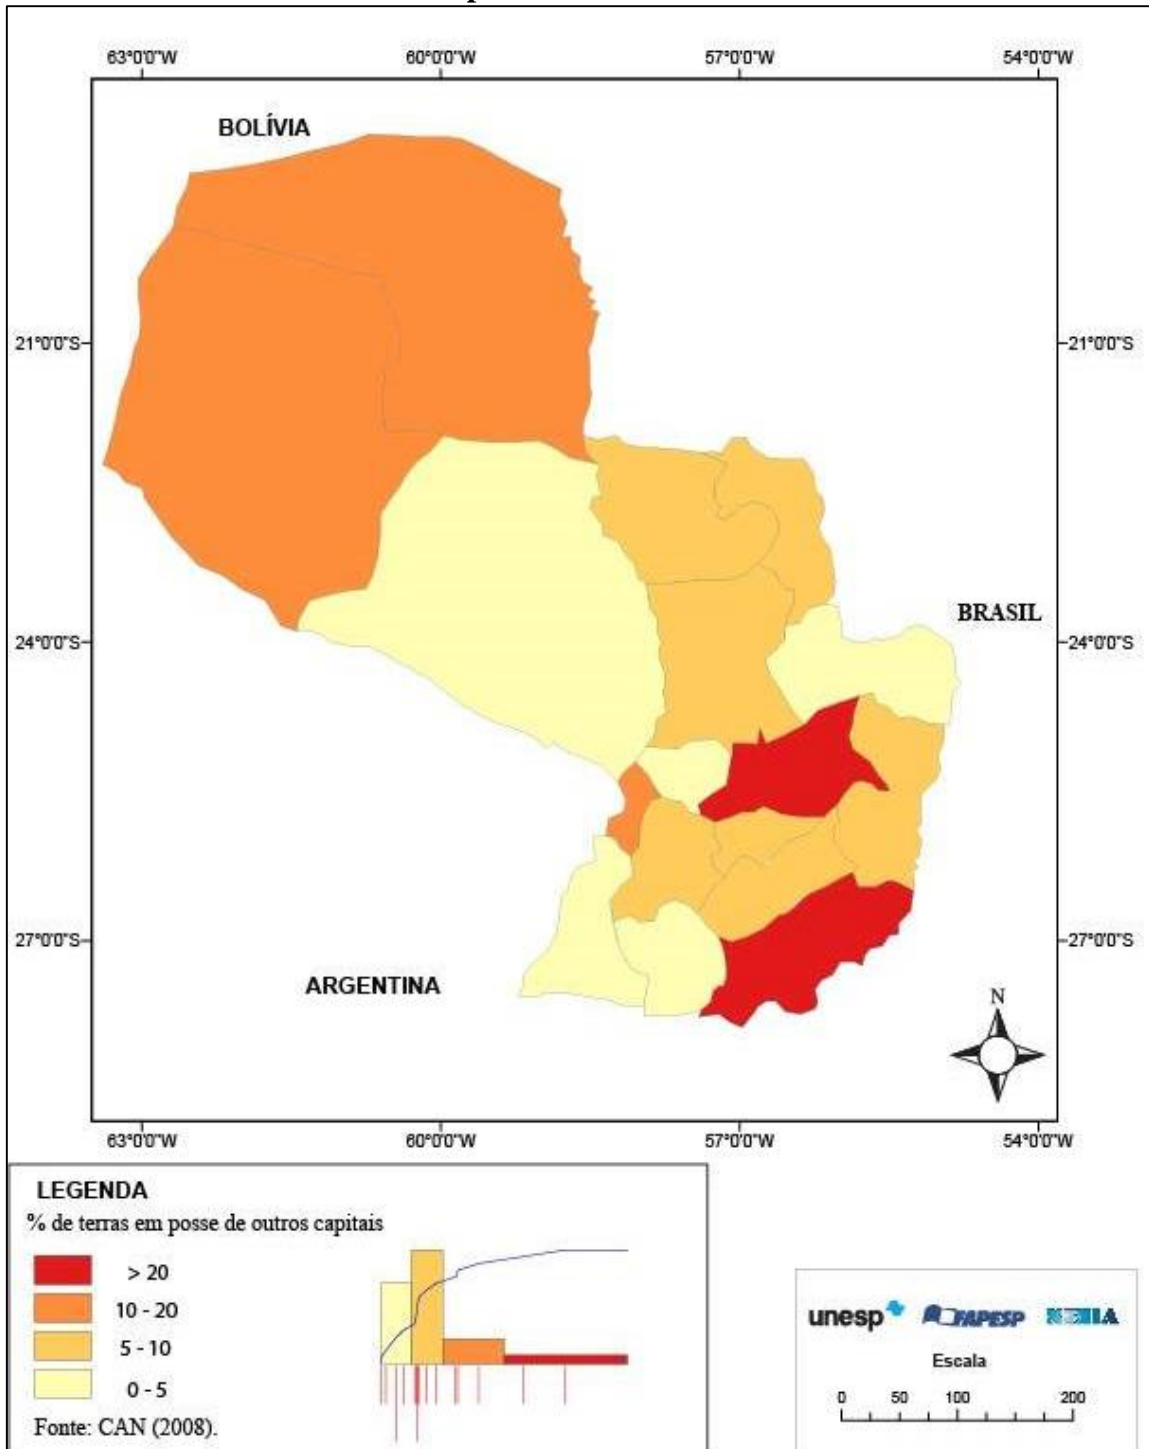 63°0'0"W 60°0'0"W 57°0'0"W 54°0'0"W
BOLÍVIA
21°0'0"S 21°0'0"S
BRASIL
24°0'0"S 24°0'0"S
27°0'0"S 27°0'0"S
ARGENTINA
N
63°0'0"W 60°0'0"W 57°0'0"W 54°0'0"W
LEGENDA
% de terras em posse de outros capitais
> 20
10 - 20
5 - 10
0 - 5
Fonte: CAN (2008).
unesp FAPESP
Escala
0 50 100 200